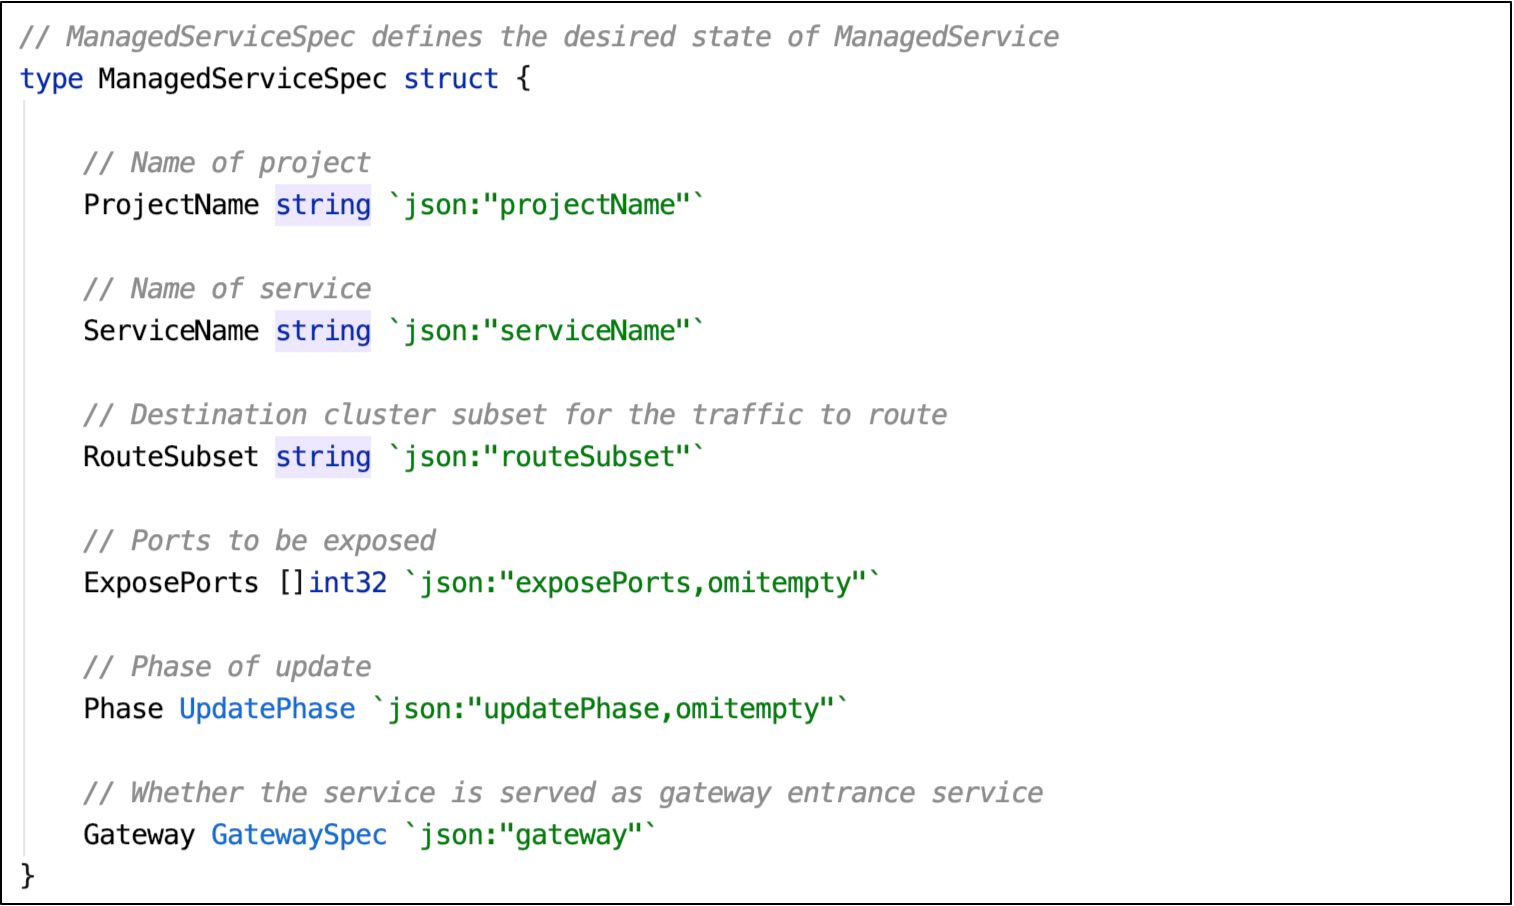 // ManagedServiceSpec defines the desired state of ManagedService
type ManagedServiceSpec struct {
// Name of project
ProjectName string `json:"projectName"`
// Name of service
ServiceName string `json:"serviceName"`
// Destination cluster subset for the traffic to route
RouteSubset string `json:"routeSubset"`
// Ports to be exposed
ExposePorts []int32 `json:"exposePorts,omitempty"`
// Phase of update
Phase UpdatePhase `json:"updatePhase,omitempty"`
// Whether the service is served as gateway entrance service
Gateway GatewaySpec `json:"gateway"`
}